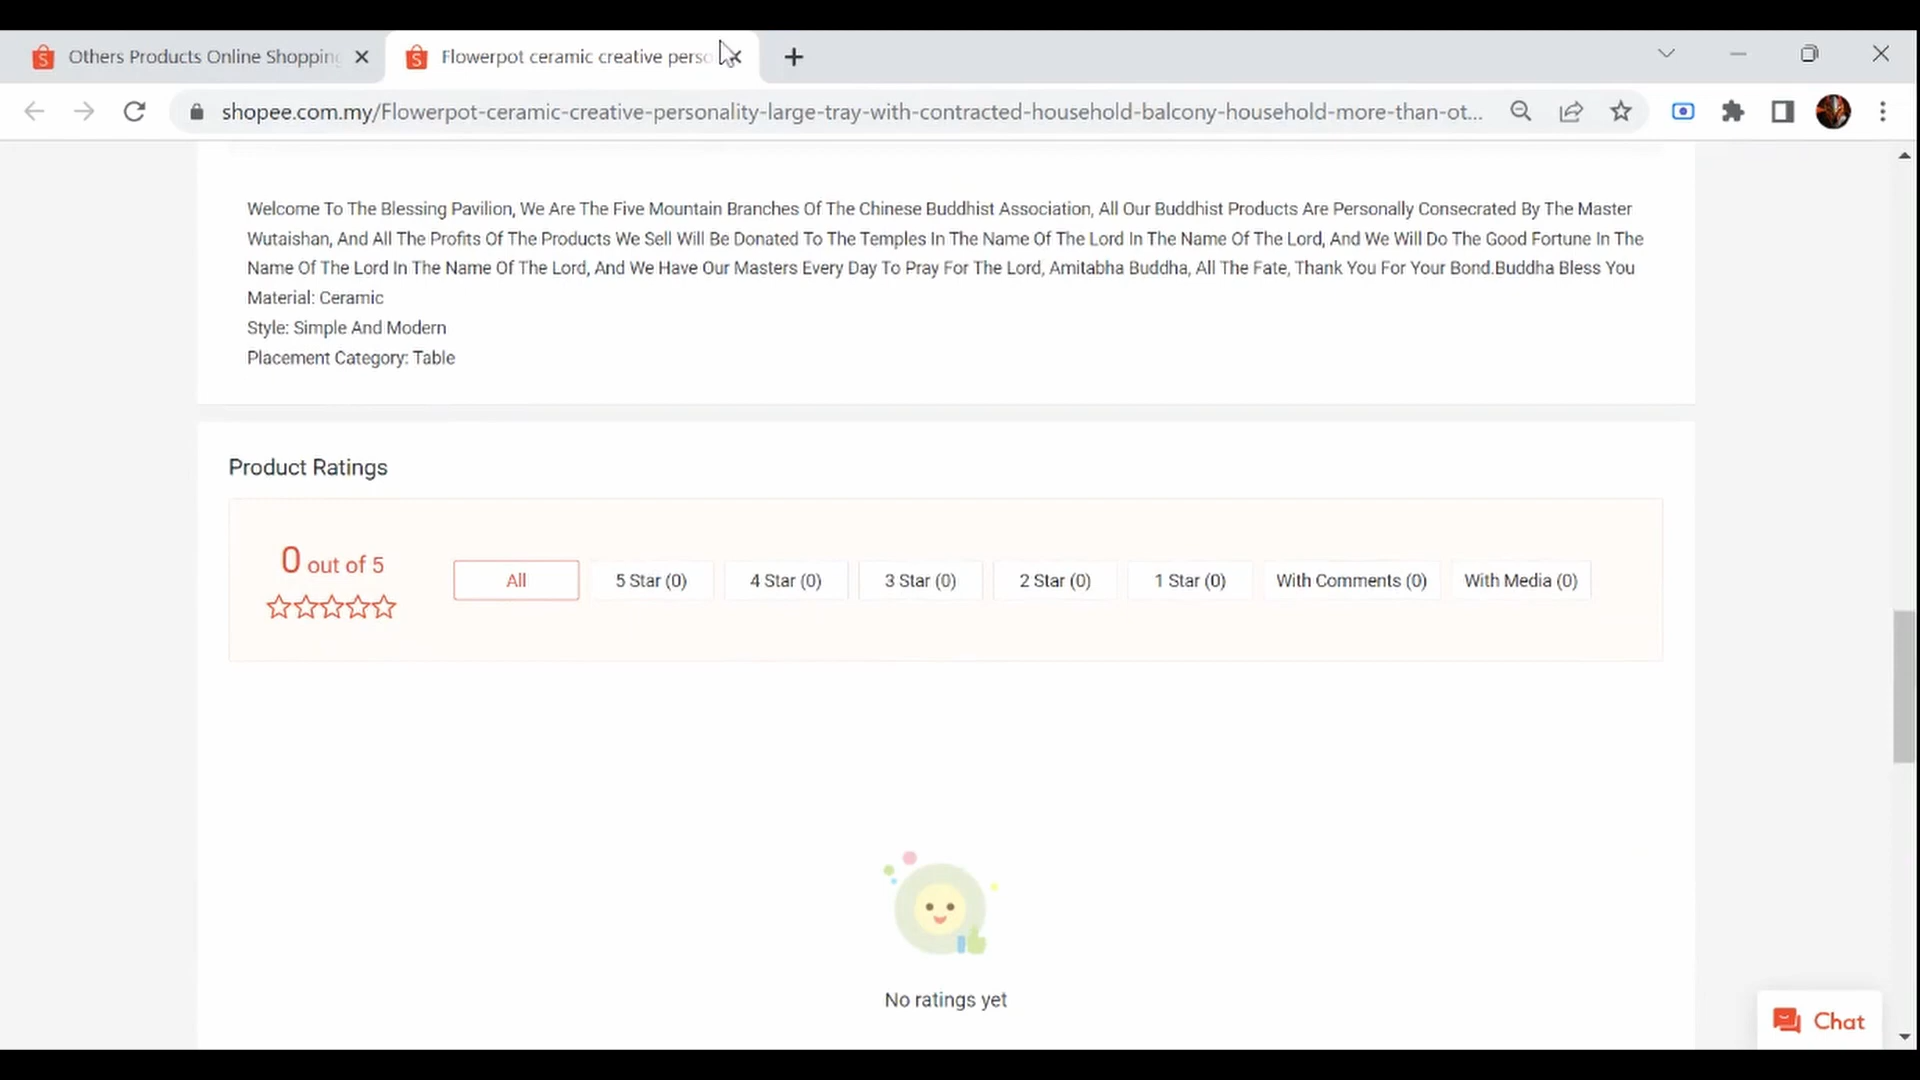 Others Products Online Shopping
Flowerpot ceramic creative perso
shopee.com.my/Flowerpot-ceramic-creative-personality-large-tray-with-contracted-household-balcony-household-more-than-ot...
Welcome To The Blessing Pavilion, We Are The Five Mountain Branches Of The Chinese Buddhist Association, All Our Buddhist Products Are Personally Consecrated By The Master
Wutaishan, And All The Profits Of The Products We Sell Will Be Donated To The Temples In The Name Of The Lord In The Name Of The Lord, And We Will Do The Good Fortune In The
Name Of The Lord In The Name Of The Lord, And We Have Our Masters Every Day To Pray For The Lord, Amitabha Buddha, All The Fate, Thank You For Your Bond.Buddha Bless You
Material: Ceramic
Style: Simple And Modern
Placement Category: Table
Product Ratings
0 out of 5
All
5 Star (0)
4 Star (0)
3 Star (0)
2 Star (0)
1 Star (0)
With Comments (0)
With Media (0)
No ratings yet
Chat